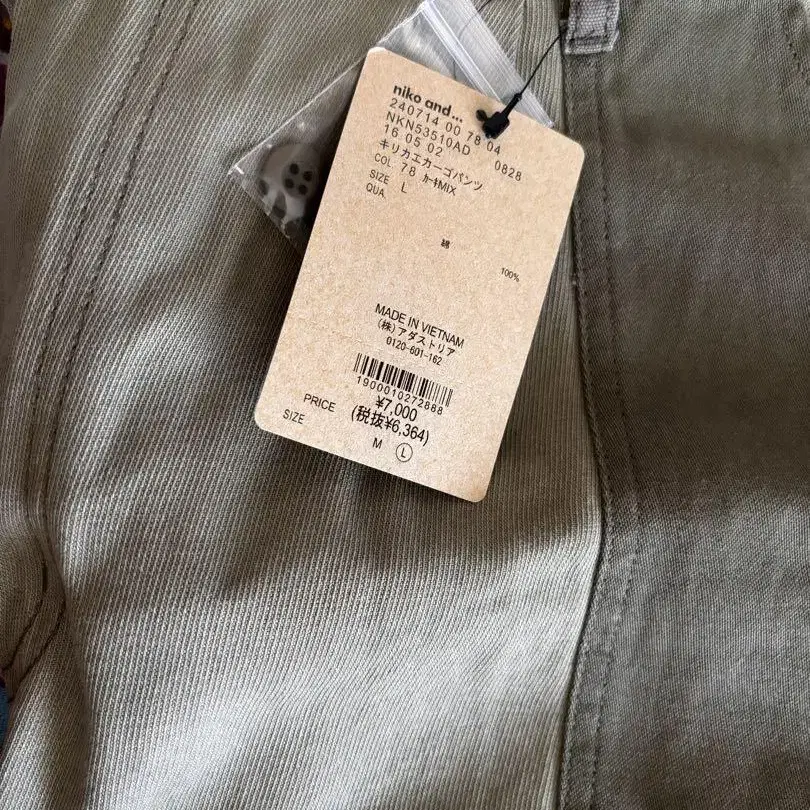 niko and...
240714 00 78 04
NKN53510AD 0828
16 05 02
キリカエカーゴパンツ
COL 78 カーキMIX
SIZE L
QUA
綿 100%
MADE IN VIETNAM
(株)アダストリア
0120-601-162
1900010272888
PRICE ¥7,000
(税抜¥6,364)
SIZE M L